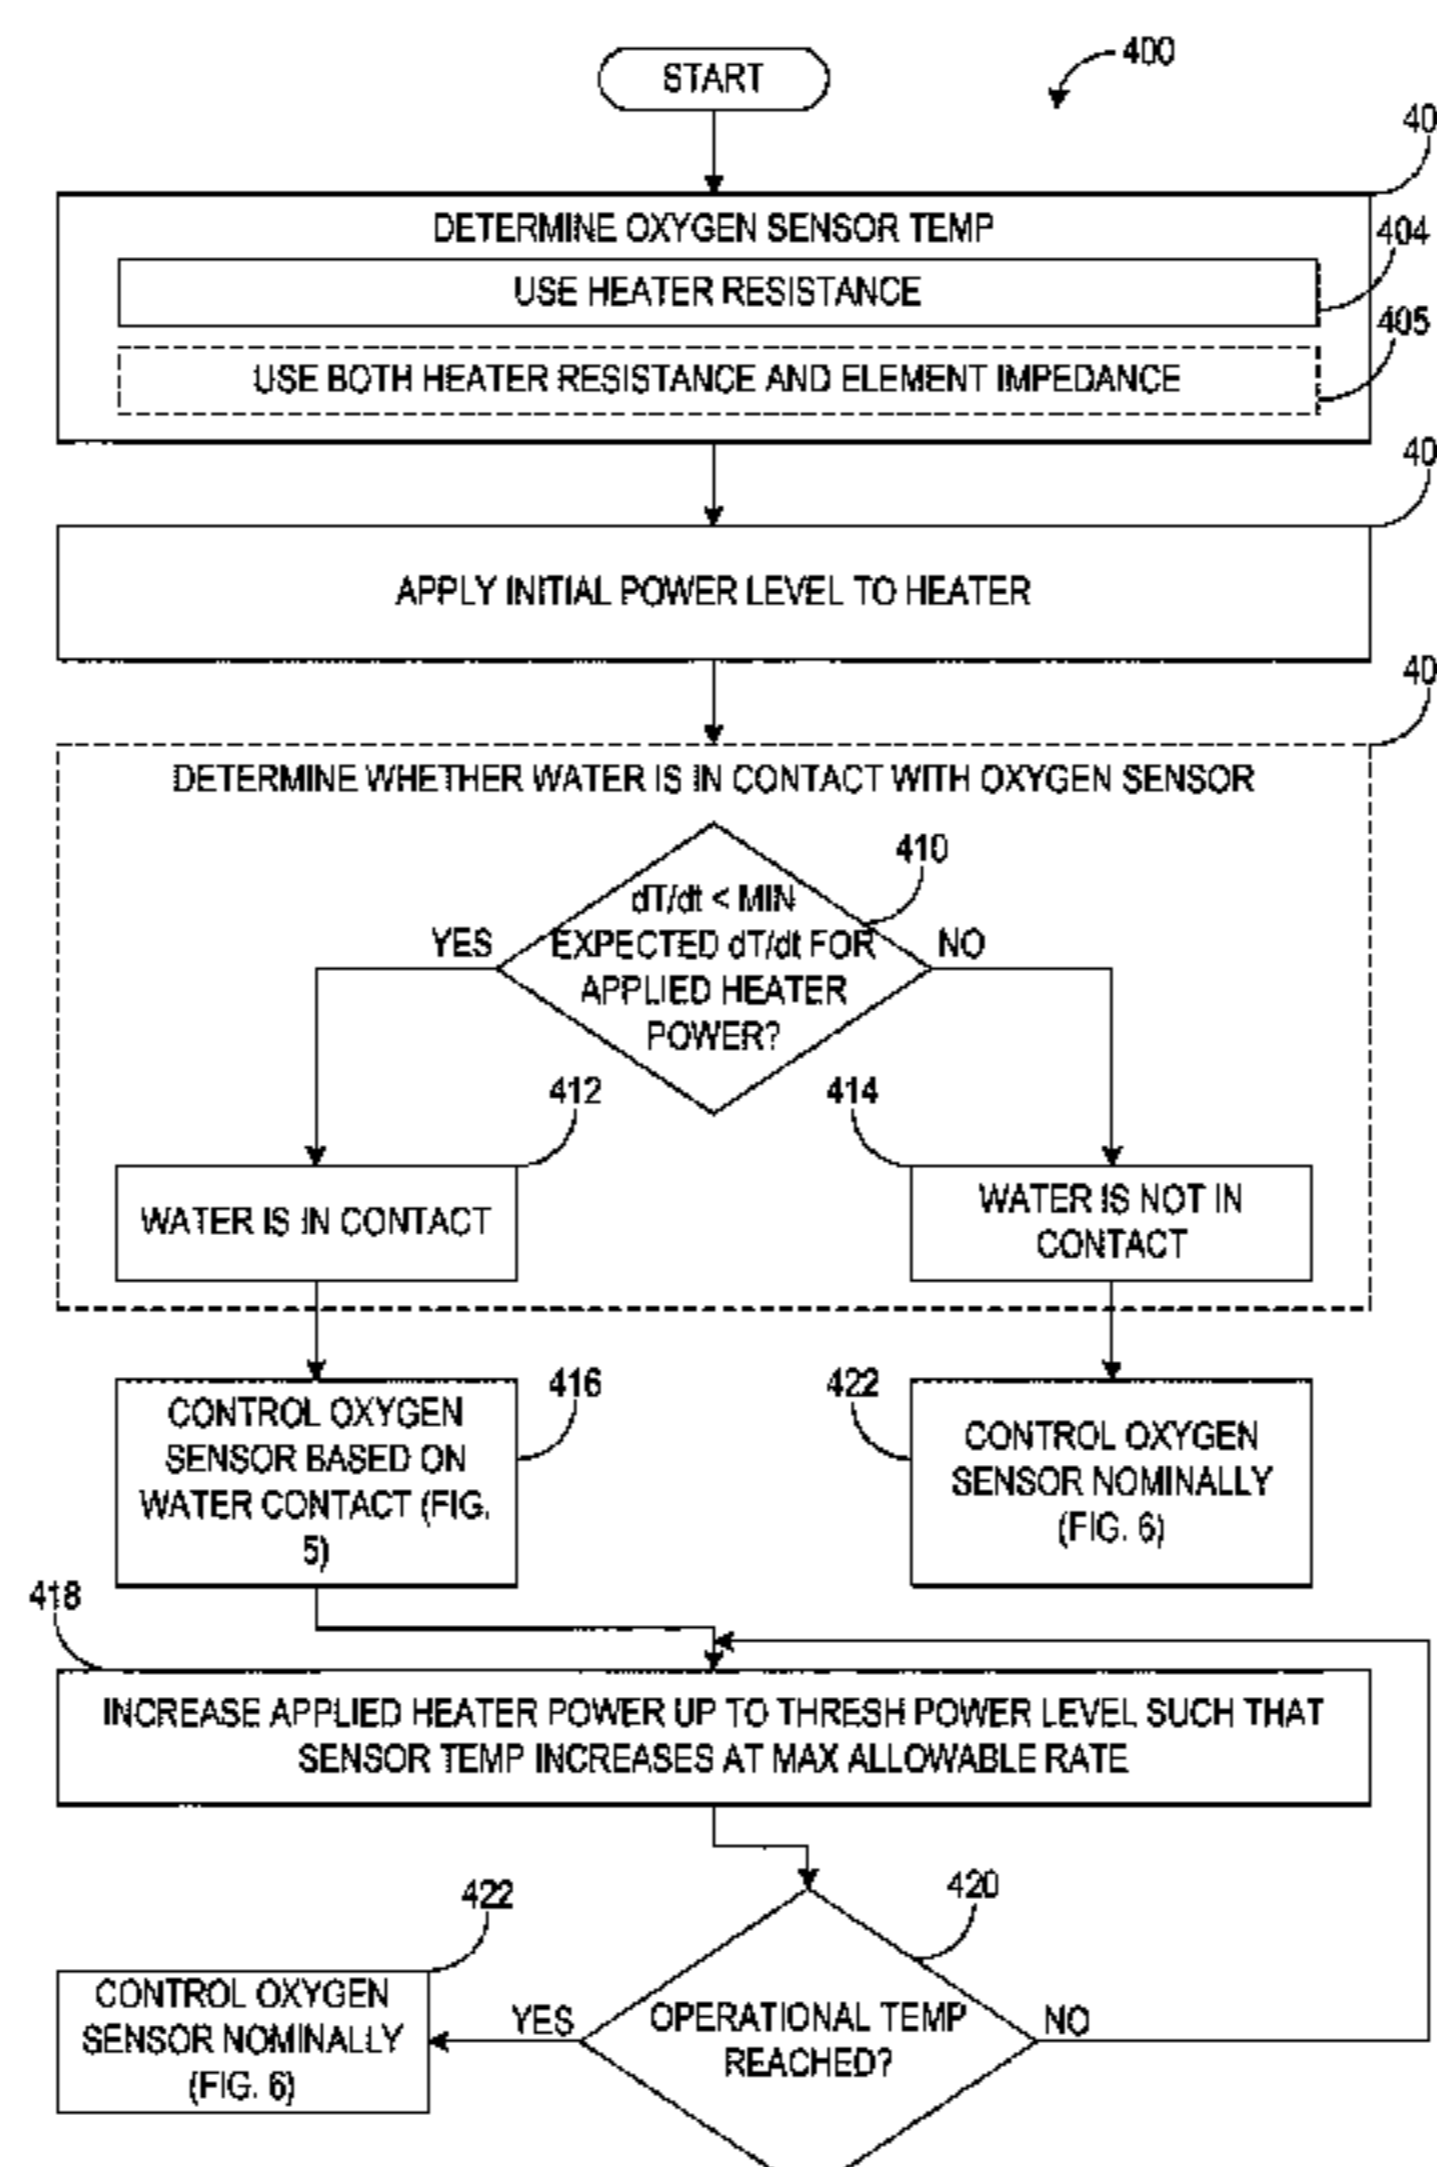 START
400
40
DETERMINE OXYGEN SENSOR TEMP
404
USE HEATER RESISTANCE
405
USE BOTH HEATER RESISTANCE AND ELEMENT IMPEDANCE
40
APPLY INITIAL POWER LEVEL TO HEATER
40
DETERMINE WHETHER WATER IS IN CONTACT WITH OXYGEN SENSOR
410
dT/dt < MIN
EXPECTED dT/dt FOR
APPLIED HEATER
POWER?
YES
NO
412
414
WATER IS IN CONTACT
WATER IS NOT IN
CONTACT
416
422
CONTROL OXYGEN
SENSOR BASED ON
WATER CONTACT (FIG.
5)
CONTROL OXYGEN
SENSOR NOMINALLY
(FIG. 6)
418
INCREASE APPLIED HEATER POWER UP TO THRESH POWER LEVEL SUCH THAT
SENSOR TEMP INCREASES AT MAX ALLOWABLE RATE
422
420
CONTROL OXYGEN
SENSOR NOMINALLY
(FIG. 6)
YES
OPERATIONAL TEMP
REACHED?
NO